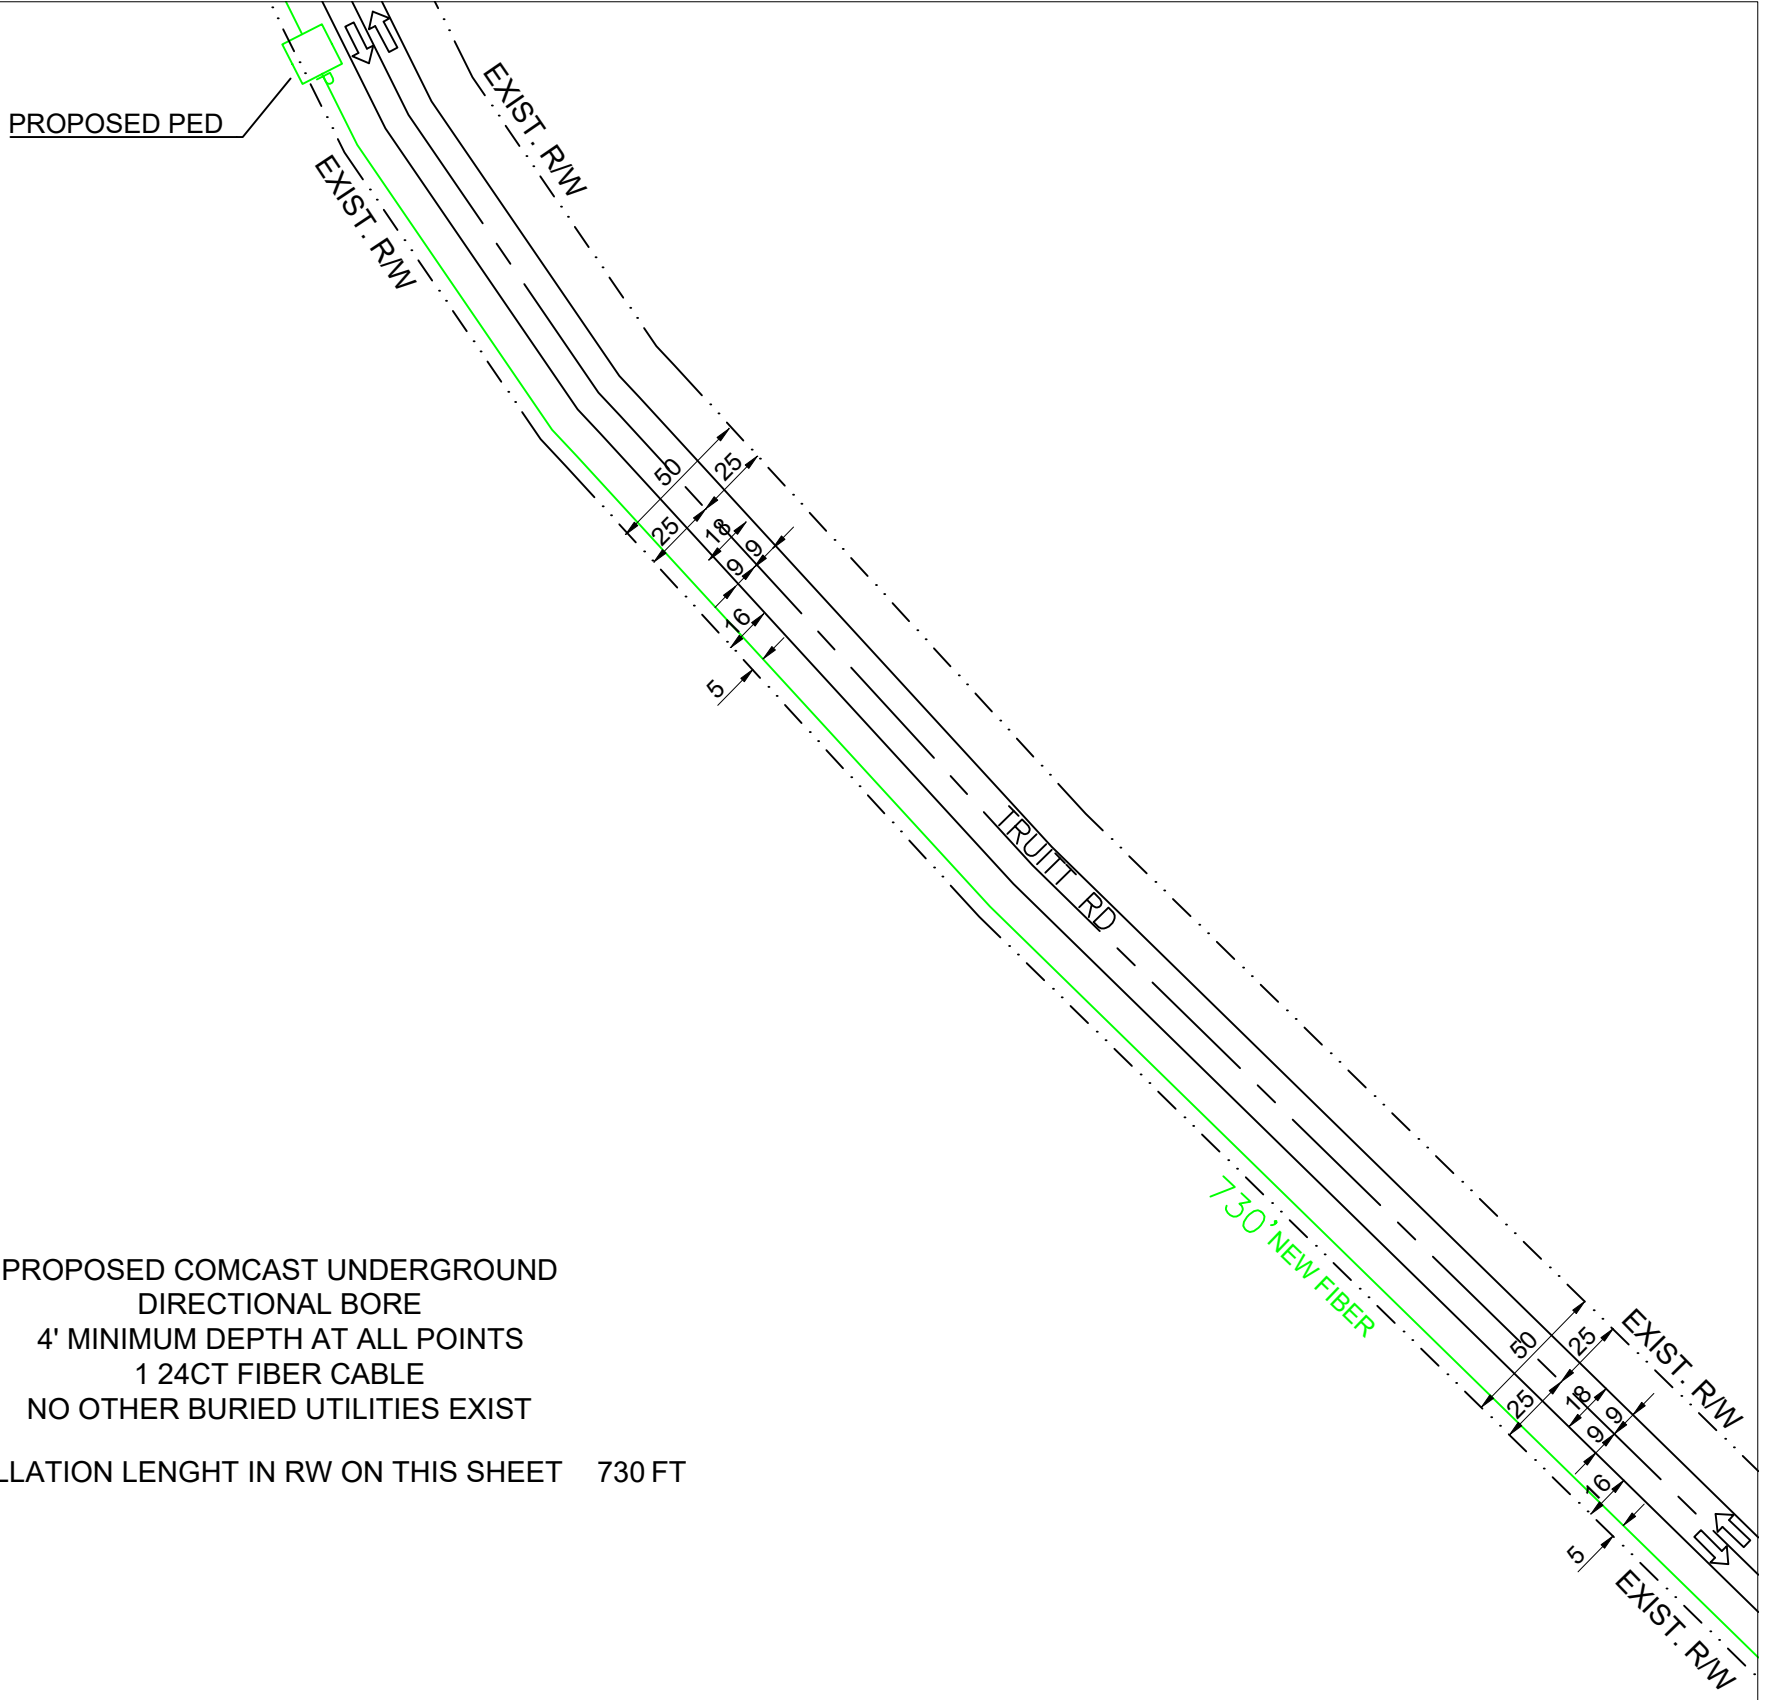 EXIST. R/W
PROPOSED PED
EXIST. R/W
50
25
25
18
9
9
16
5
TRUITT RD
730' NEW FIBER
PROPOSED COMCAST UNDERGROUND
DIRECTIONAL BORE
4' MINIMUM DEPTH AT ALL POINTS
1 24CT FIBER CABLE
NO OTHER BURIED UTILITIES EXIST
LLATION LENGHT IN RW ON THIS SHEET 730 FT
50
25
25
18
9
9
16
5
EXIST. R/W
EXIST. R/W